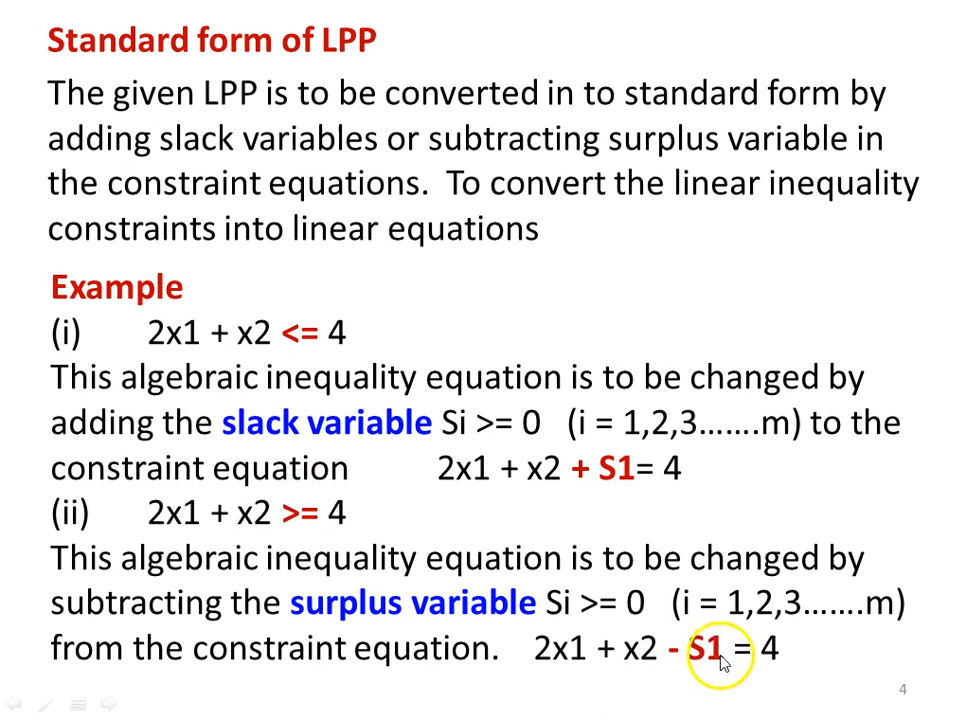 Standard form of LPP
The given LPP is to be converted in to standard form by
adding slack variables or subtracting surplus variable in
the constraint equations.  To convert the linear inequality
constraints into linear equations
Example
(i)      2x1 + x2 <= 4
This algebraic inequality equation is to be changed by
adding the slack variable Si >= 0   (i = 1,2,3…….m) to the
constraint equation         2x1 + x2 + S1= 4
(ii)      2x1 + x2 >= 4
This algebraic inequality equation is to be changed by
subtracting the surplus variable Si >= 0   (i = 1,2,3…….m)
from the constraint equation.    2x1 + x2 - S1 = 4
4